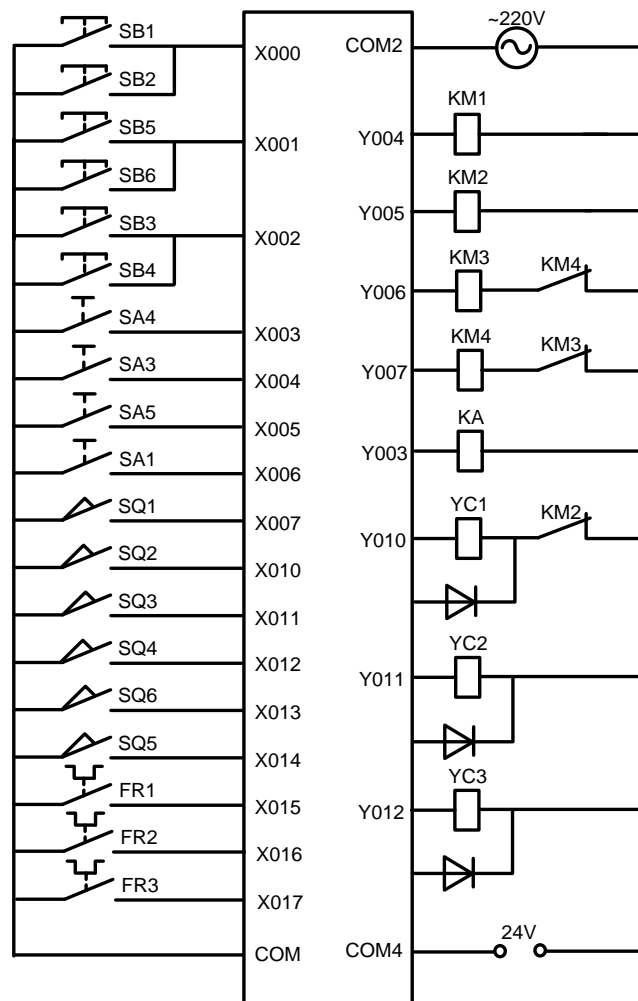 SB1
X000
SB2
SB5
X001
SB6
SB3
X002
SB4
SA4
X003
SA3
X004
SA5
X005
SA1
X006
SQ1
X007
SQ2
X010
SQ3
X011
SQ4
X012
SQ6
X013
SQ5
X014
FR1
X015
FR2
X016
FR3
X017
COM
~220V
COM2
KM1
Y004
KM2
Y005
KM3
KM4
Y006
KM4
KM3
Y007
KA
Y003
YC1
KM2
Y010
YC2
Y011
YC3
Y012
24V
COM4